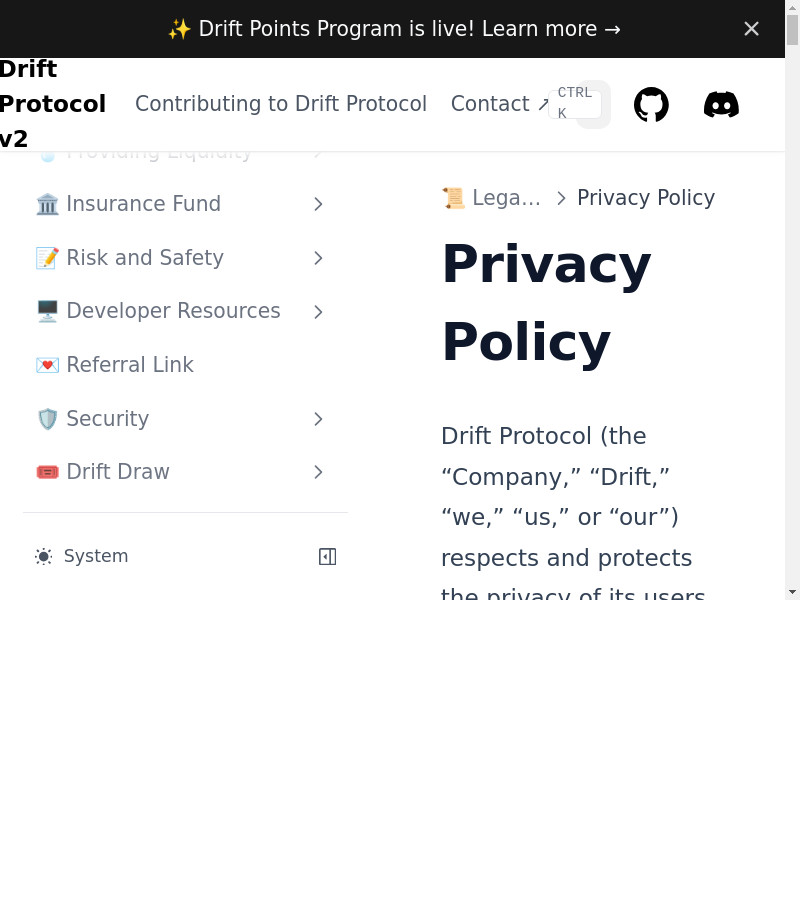 ✨ Drift Points Program is live! Learn more →
Drift
Protocol
v2
Contributing to Drift Protocol
Contact ↗
CTRL
K
Providing Liquidity
🏛️ Insurance Fund
📝 Risk and Safety
🖥️ Developer Resources
💌 Referral Link
🛡️ Security
🎟️ Drift Draw
System
📜 Lega… > Privacy Policy
Privacy
Policy
Drift Protocol (the
“Company,” “Drift,”
“we,” “us,” or “our”)
respects and protects
the privacy of its users